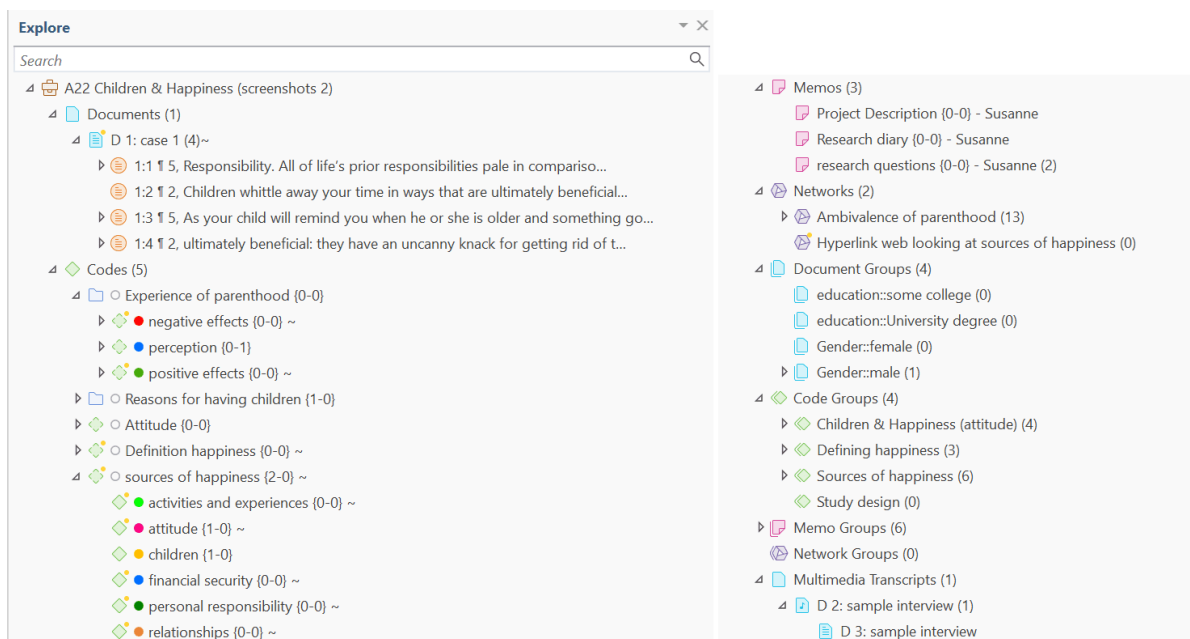 Explore
Search
A22 Children & Happiness (screenshots 2)
Documents (1)
D 1: case 1 (4)~
1:1 ¶ 5, Responsibility. All of life’s prior responsibilities pale in compariso...
1:2 ¶ 2, Children whittle away your time in ways that are ultimately beneficial...
1:3 ¶ 5, As your child will remind you when he or she is older and something go...
1:4 ¶ 2, ultimately beneficial: they have an uncanny knack for getting rid of t...
Codes (5)
Experience of parenthood {0-0}
negative effects {0-0} ~
perception {0-1}
positive effects {0-0} ~
Reasons for having children {1-0}
Attitude {0-0}
Definition happiness {0-0} ~
sources of happiness {2-0} ~
activities and experiences {0-0} ~
attitude {1-0} ~
children {1-0}
financial security {0-0} ~
personal responsibility {0-0} ~
relationships {0-0} ~
Memos (3)
Project Description {0-0} - Susanne
Research diary {0-0} - Susanne
research questions {0-0} - Susanne (2)
Networks (2)
Ambivalence of parenthood (13)
Hyperlink web looking at sources of happiness (0)
Document Groups (4)
education::some college (0)
education::University degree (0)
Gender::female (0)
Gender::male (1)
Code Groups (4)
Children & Happiness (attitude) (4)
Defining happiness (3)
Sources of happiness (6)
Study design (0)
Memo Groups (6)
Network Groups (0)
Multimedia Transcripts (1)
D 2: sample interview (1)
D 3: sample interview